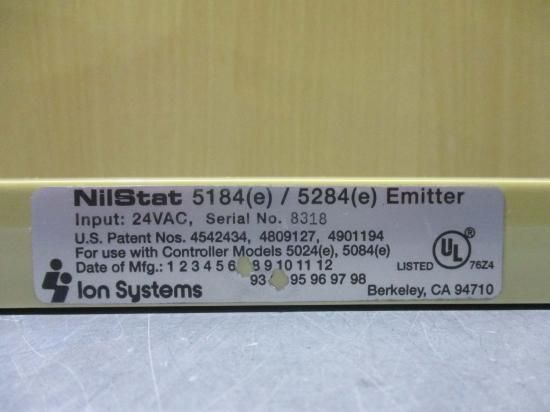 NilStat 5184(e) / 5284(e) Emitter
Input: 24VAC, Serial No. 8318
U.S. Patent Nos. 4542434, 4809127, 4901194
For use with Controller Models 5024(e), 5084(e)
Date of Mfg.: 1 2 3 4 5 6 8 9 10 11 12
93 95 96 97 98
Ion Systems
UL
LISTED 76Z4
Berkeley, CA 94710